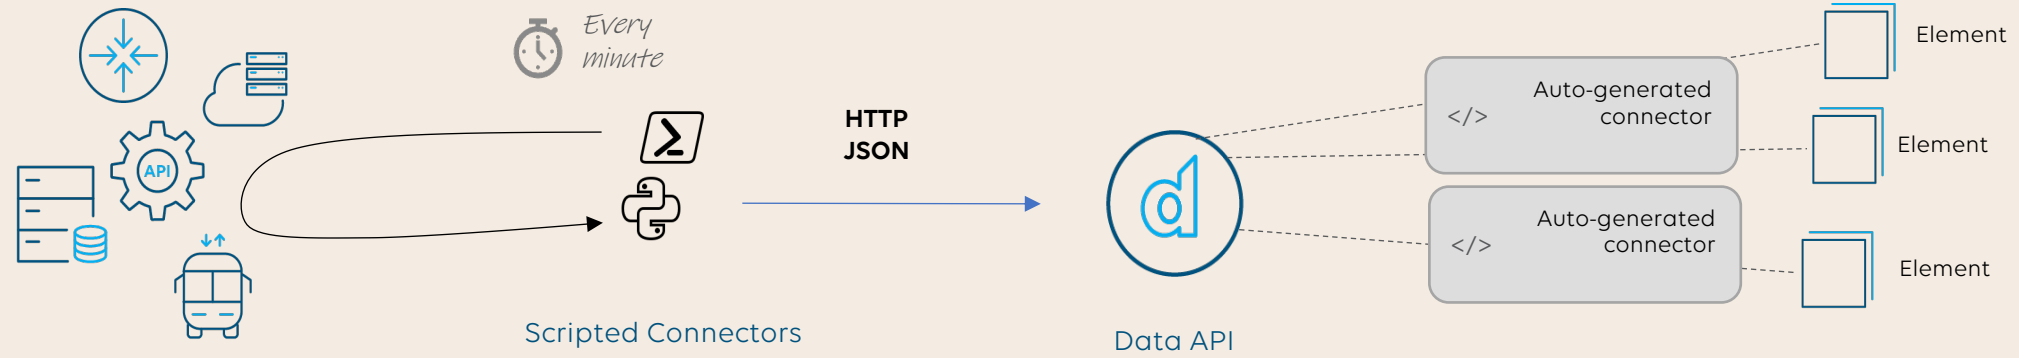 Every
minute
API
HTTP
JSON
Scripted Connectors
d
Data API
</>
Auto-generated
connector
</>
Auto-generated
connector
Element
Element
Element